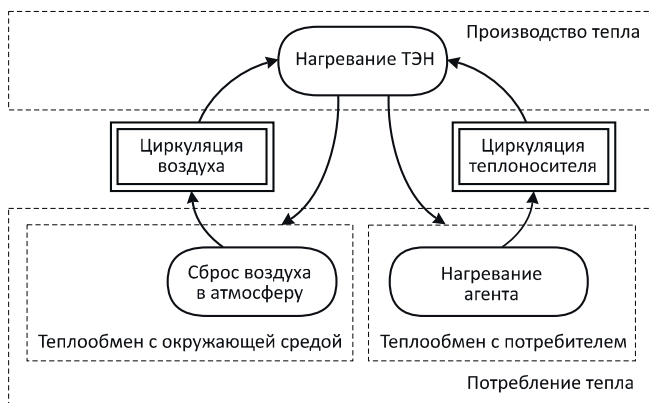 Производство тепла
Нагревание ТЭН
Циркуляция
воздуха
Циркуляция
теплоносителя
Сброс воздуха
в атмосферу
Нагревание
агента
Теплообмен с окружающей средой
Теплообмен с потребителем
Потребление тепла